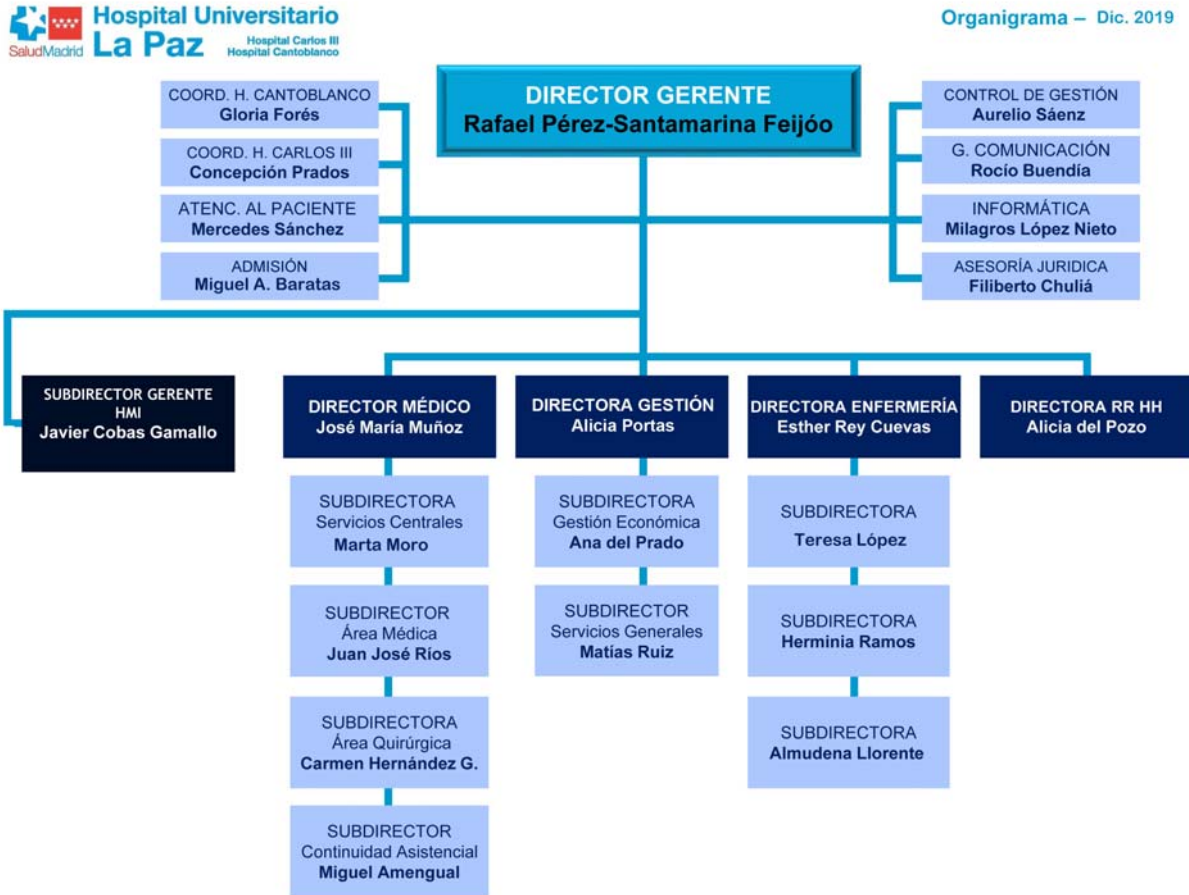 SaludMadrid
Hospital Universitario
La Paz
Hospital Carlos III
Hospital Cantoblanco
Organigrama – Dic. 2019
DIRECTOR GERENTE
Rafael Pérez-Santamarina Feijóo
COORD. H. CANTOBLANCO
Gloria Forés
COORD. H. CARLOS III
Concepción Prados
ATENC. AL PACIENTE
Mercedes Sánchez
ADMISIÓN
Miguel A. Baratas
CONTROL DE GESTIÓN
Aurelio Sáenz
G. COMUNICACIÓN
Rocío Buendía
INFORMÁTICA
Milagros López Nieto
ASESORÍA JURIDICA
Filiberto Chuliá
SUBDIRECTOR GERENTE
HMI
Javier Cobas Gamallo
DIRECTOR MÉDICO
José María Muñoz
DIRECTORA GESTIÓN
Alicia Portas
DIRECTORA ENFERMERÍA
Esther Rey Cuevas
DIRECTORA RR HH
Alicia del Pozo
SUBDIRECTORA
Servicios Centrales
Marta Moro
SUBDIRECTOR
Área Médica
Juan José Ríos
SUBDIRECTORA
Área Quirúrgica
Carmen Hernández G.
SUBDIRECTOR
Continuidad Asistencial
Miguel Amengual
SUBDIRECTORA
Gestión Económica
Ana del Prado
SUBDIRECTOR
Servicios Generales
Matías Ruiz
SUBDIRECTORA
Teresa López
SUBDIRECTORA
Herminia Ramos
SUBDIRECTORA
Almudena Llorente